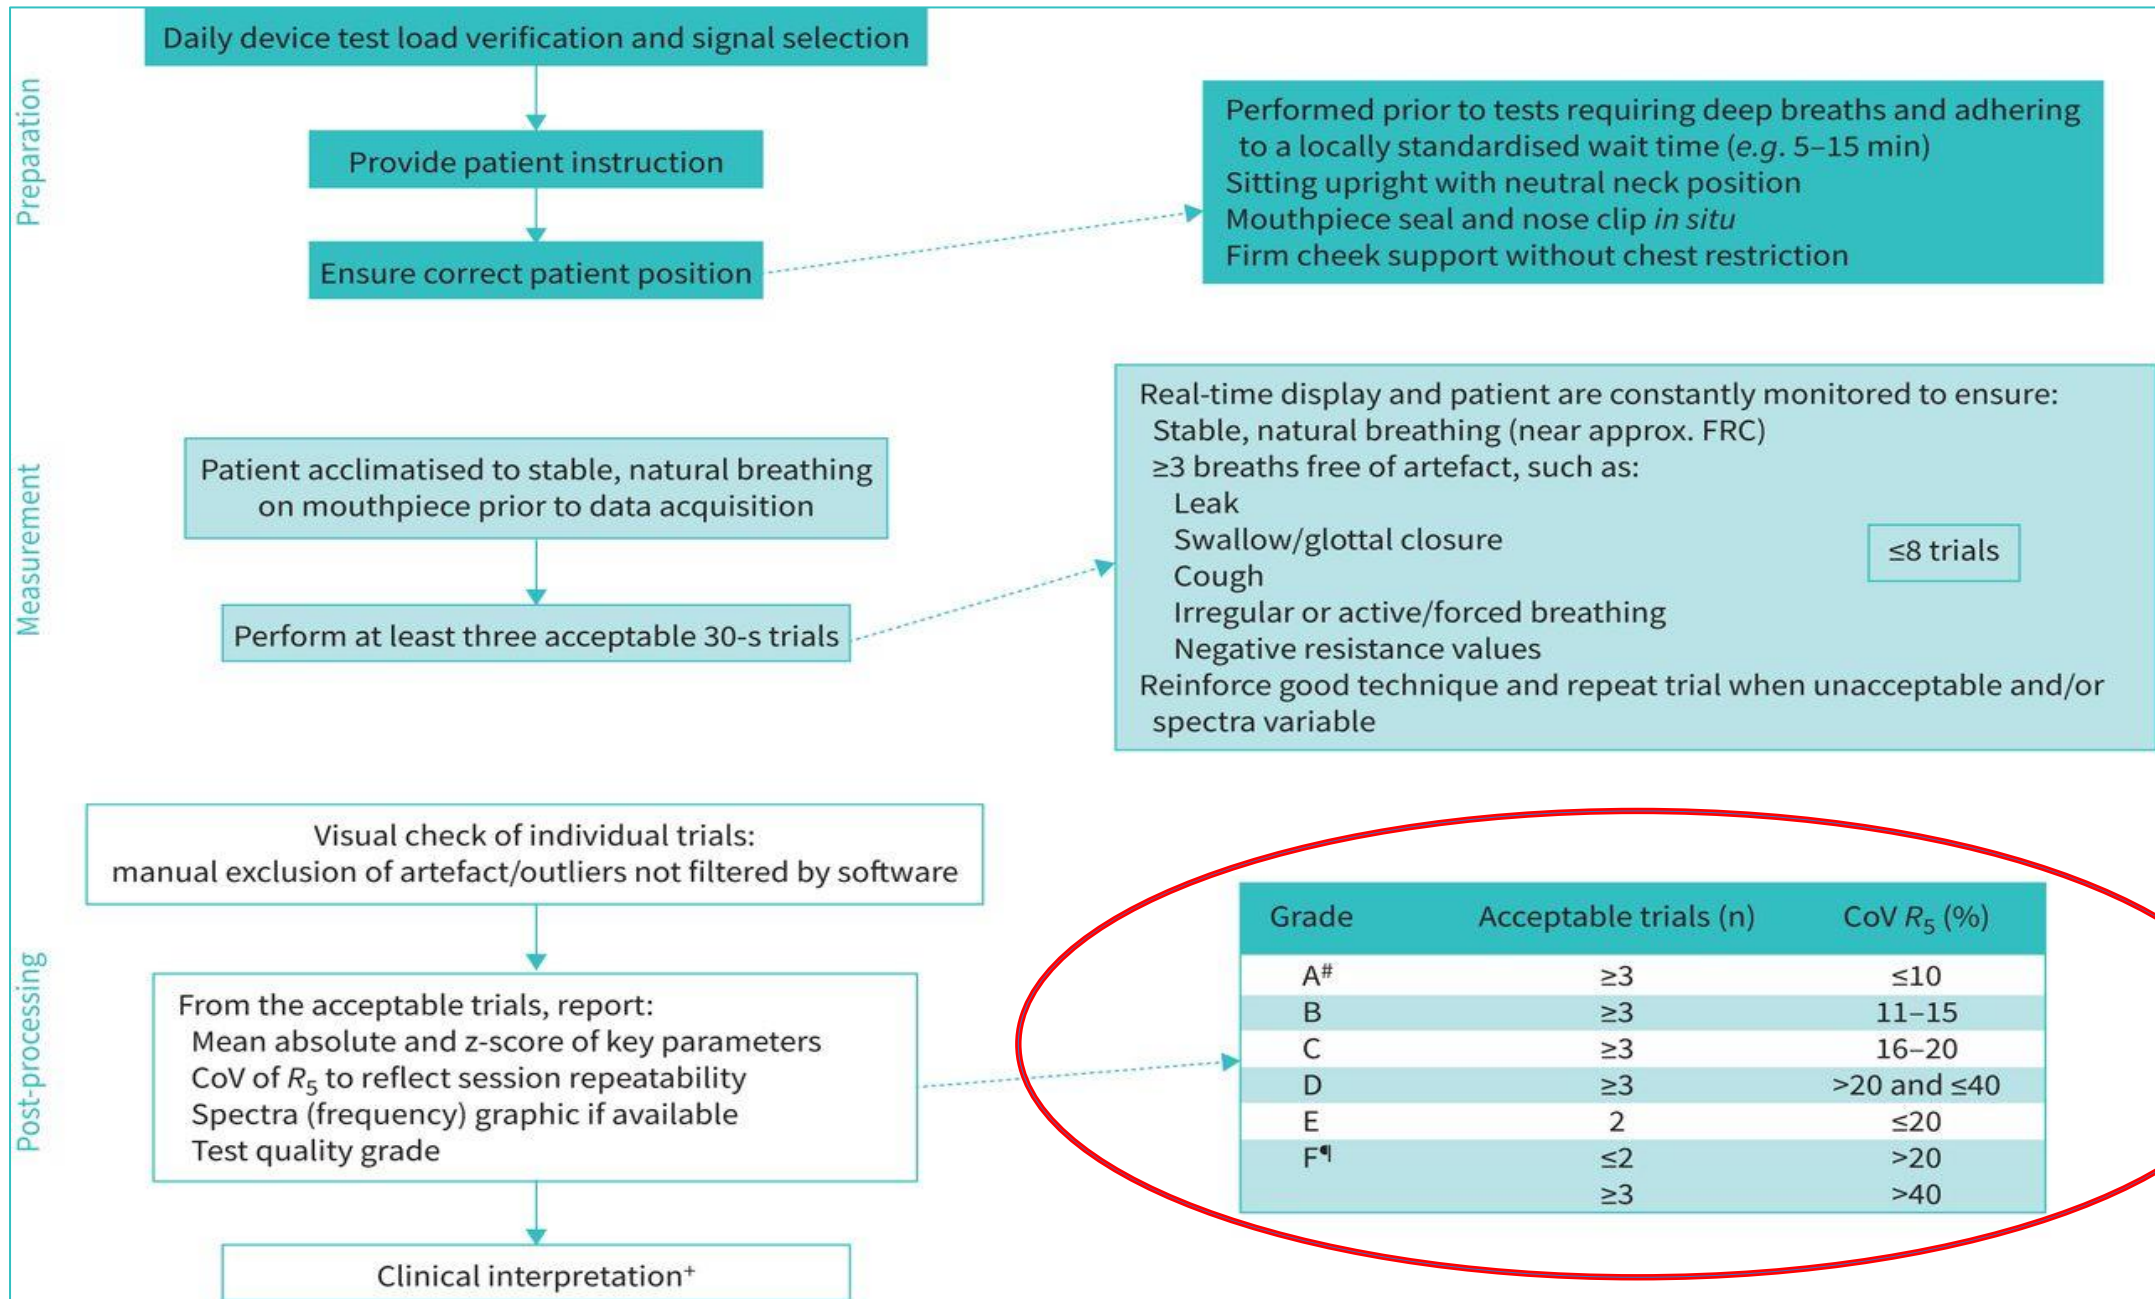 Preparation
Daily device test load verification and signal selection
Provide patient instruction
Ensure correct patient position
Performed prior to tests requiring deep breaths and adhering
to a locally standardised wait time (e.g. 5–15 min)
Sitting upright with neutral neck position
Mouthpiece seal and nose clip in situ
Firm cheek support without chest restriction
Measurement
Patient acclimatised to stable, natural breathing
on mouthpiece prior to data acquisition
Perform at least three acceptable 30-s trials
Real-time display and patient are constantly monitored to ensure:
Stable, natural breathing (near approx. FRC)
≥3 breaths free of artefact, such as:
Leak
Swallow/glottal closure
Cough
Irregular or active/forced breathing
Negative resistance values
Reinforce good technique and repeat trial when unacceptable and/or
spectra variable
≤8 trials
Post-processing
Visual check of individual trials:
manual exclusion of artefact/outliers not filtered by software
From the acceptable trials, report:
Mean absolute and z-score of key parameters
CoV of R5 to reflect session repeatability
Spectra (frequency) graphic if available
Test quality grade
Clinical interpretation+
Grade Acceptable trials (n) CoV R5 (%)
A# ≥3 ≤10
B ≥3 11–15
C ≥3 16–20
D ≥3 >20 and ≤40
E 2 ≤20
F¶ ≤2 >20
≥3 >40